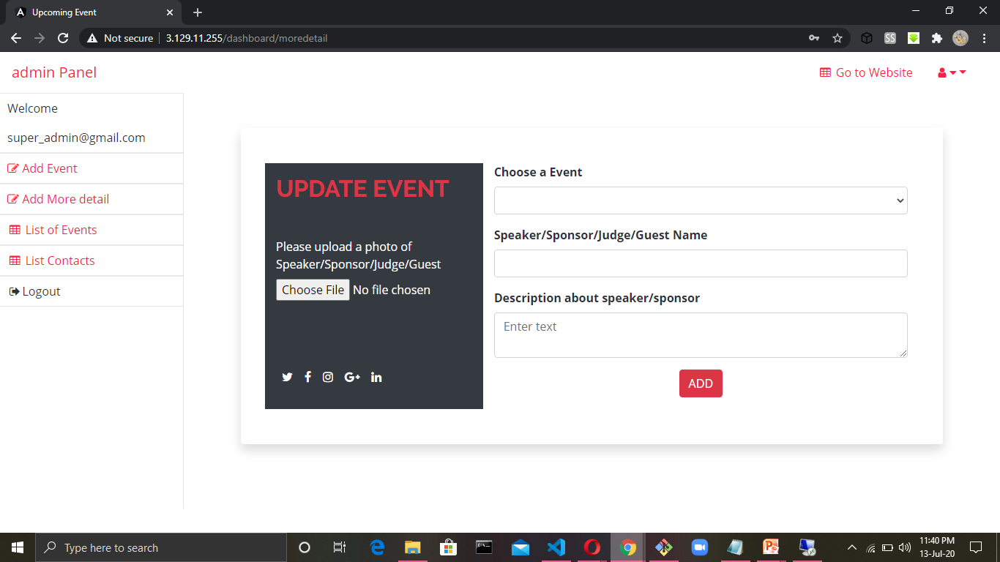 Upcoming Event
Not secure
3.129.11.255/dashboard/moredetail
SS
admin Panel
Go to Website
Welcome
super_admin@gmail.com
Add Event
Add More detail
List of Events
List Contacts
Logout
UPDATE EVENT
Please upload a photo of
Speaker/Sponsor/Judge/Guest
Choose File No file chosen
Choose a Event
Speaker/Sponsor/Judge/Guest Name
Description about speaker/sponsor
Enter text
ADD
Type here to search
11:40 PM
13-Jul-20